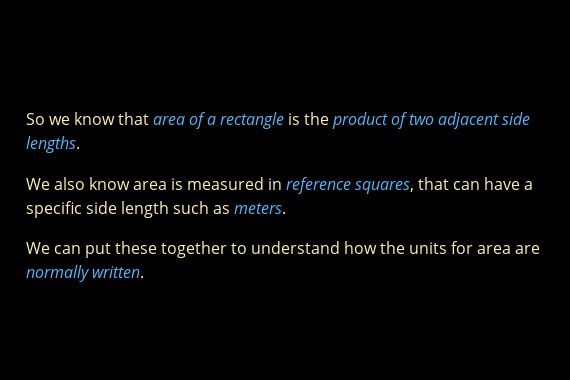 So we know that area of a rectangle is the product of two adjacent side
lengths.
We also know area is measured in reference squares, that can have a
specific side length such as meters.
We can put these together to understand how the units for area are
normally written.